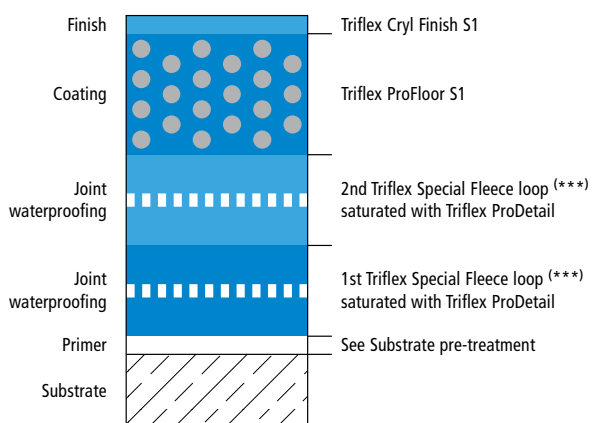 Finish
Triflex Cryl Finish S1
Coating
Triflex ProFloor S1
Joint
waterproofing
2nd Triflex Special Fleece loop (***)
saturated with Triflex ProDetail
Joint
waterproofing
1st Triflex Special Fleece loop (***)
saturated with Triflex ProDetail
Primer
See Substrate pre-treatment
Substrate